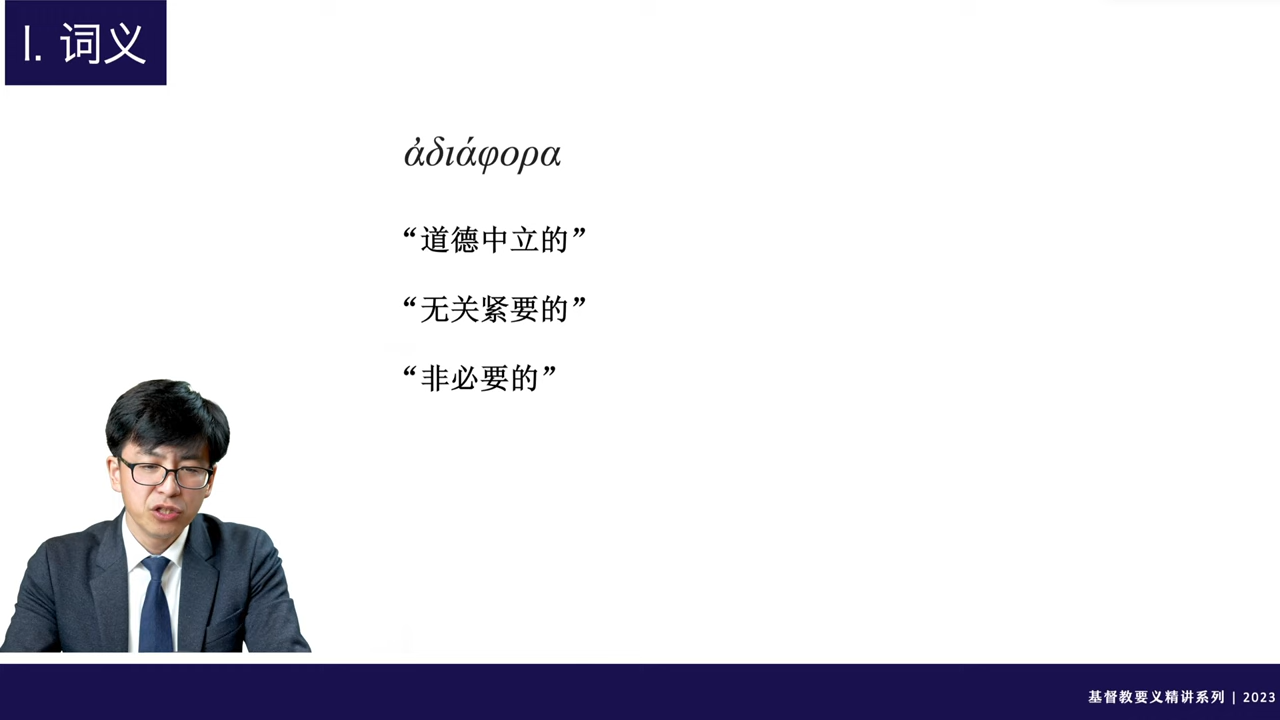 I. 词义
ἀδιάφορα
“道德中立的”
“无关紧要的”
“非必要的”
基督教要义精讲系列 | 2023